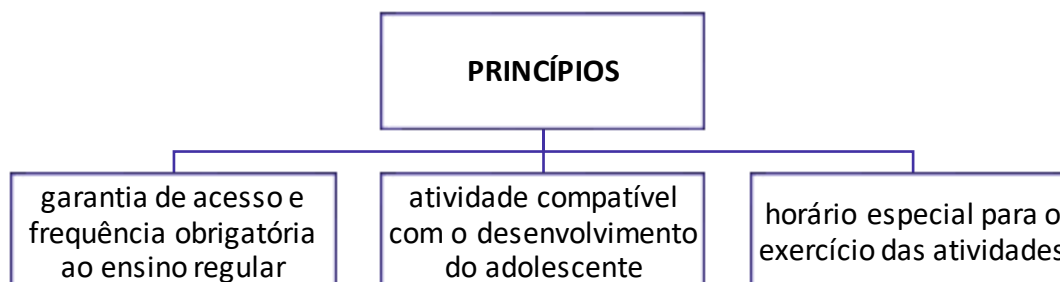 PRINCÍPIOS
garantia de acesso e
frequência obrigatória
ao ensino regular
atividade compatível
com o desenvolvimento
do adolescente
horário especial para o
exercício das atividades